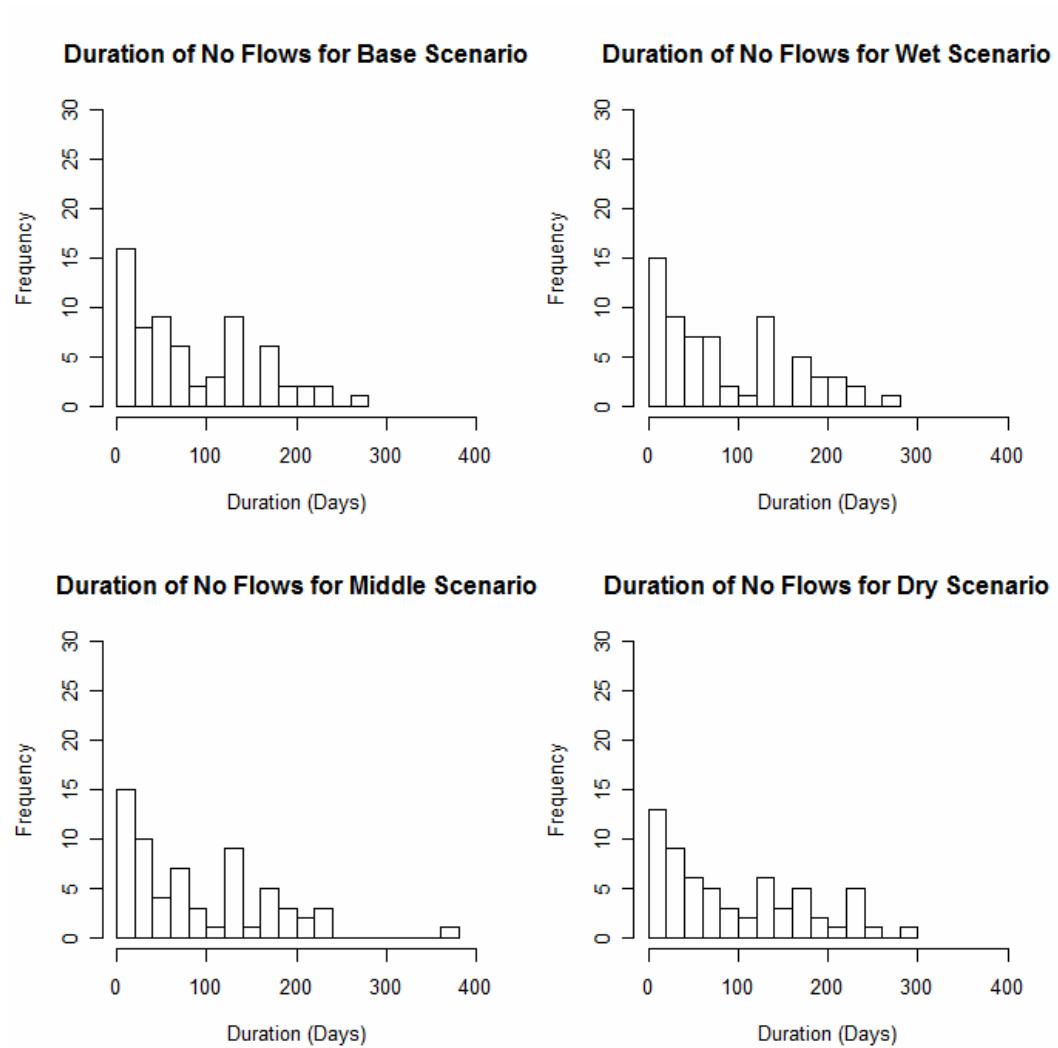 Duration of No Flows for Base Scenario
30
25
20
15
10
5
0
Frequency
0 100 200 300 400
Duration (Days)
Duration of No Flows for Wet Scenario
30
25
20
15
10
5
0
Frequency
0 100 200 300 400
Duration (Days)
Duration of No Flows for Middle Scenario
30
25
20
15
10
5
0
Frequency
0 100 200 300 400
Duration (Days)
Duration of No Flows for Dry Scenario
30
25
20
15
10
5
0
Frequency
0 100 200 300 400
Duration (Days)